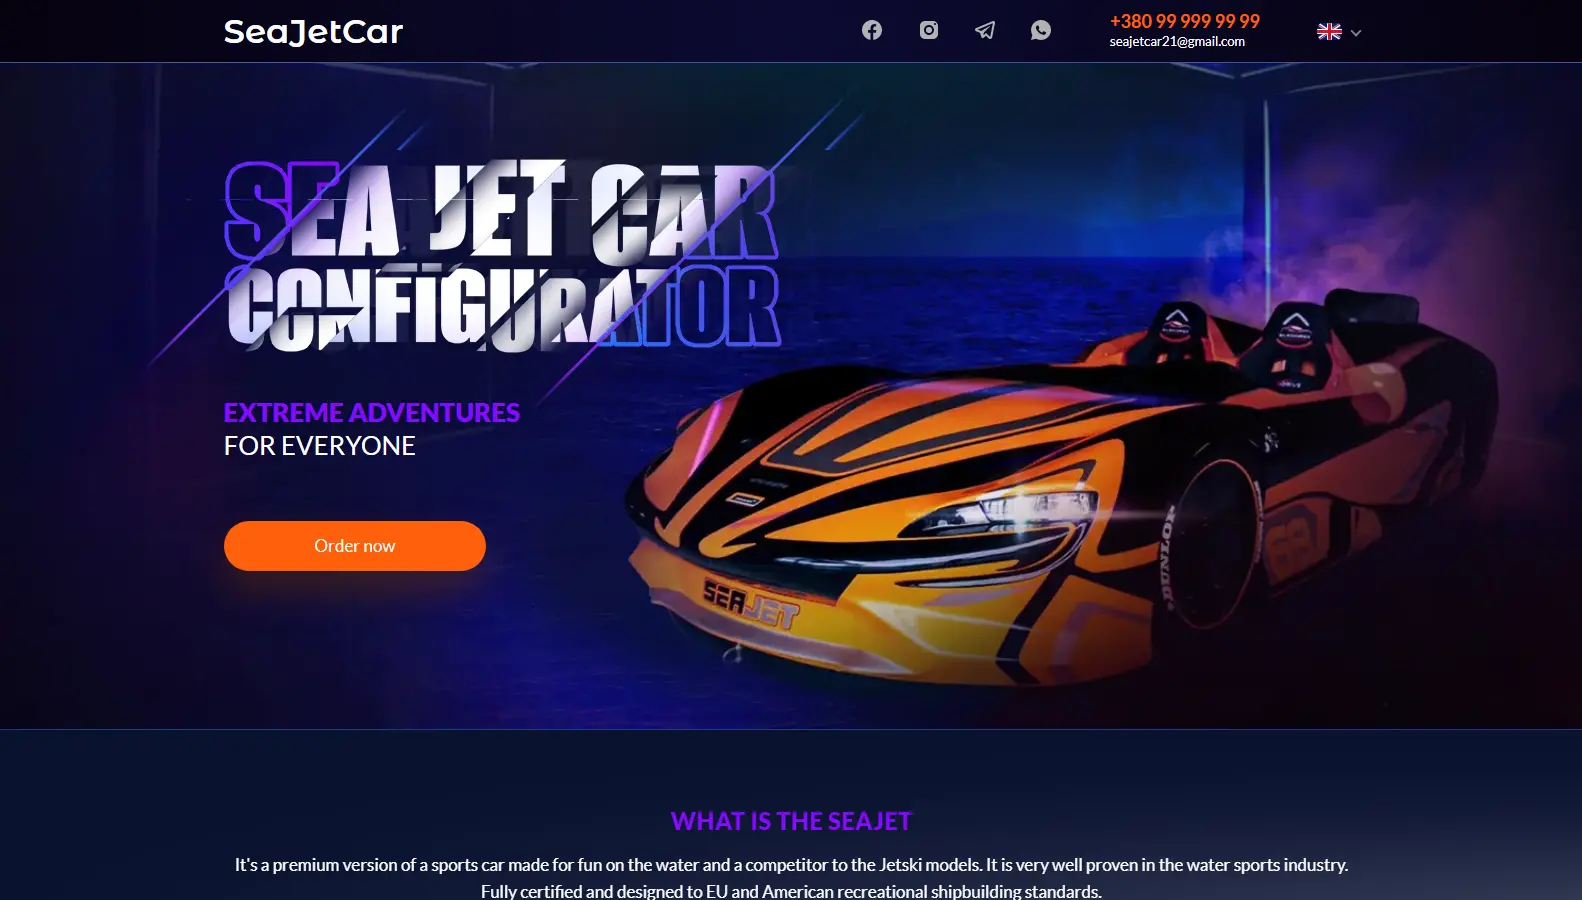 SeaJetCar
+380 99 999 99 99
seajetcar21@gmail.com
SEA JET CAR
CONFIGURATOR
EXTREME ADVENTURES
FOR EVERYONE
Order now
DUNLOP
SEAJET
WHAT IS THE SEAJET
It's a premium version of a sports car made for fun on the water and a competitor to the Jetski models. It is very well proven in the water sports industry.
Fully certified and designed to EU and American recreational shipbuilding standards.